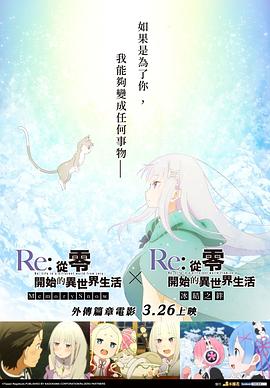 如果是為了你，
我能夠變成任何事物——
Re:從零
開始的異世界生活
Memory Snow
×
Re:從零
開始的異世界生活
冰結之絆
外傳篇章電影 3.26上映